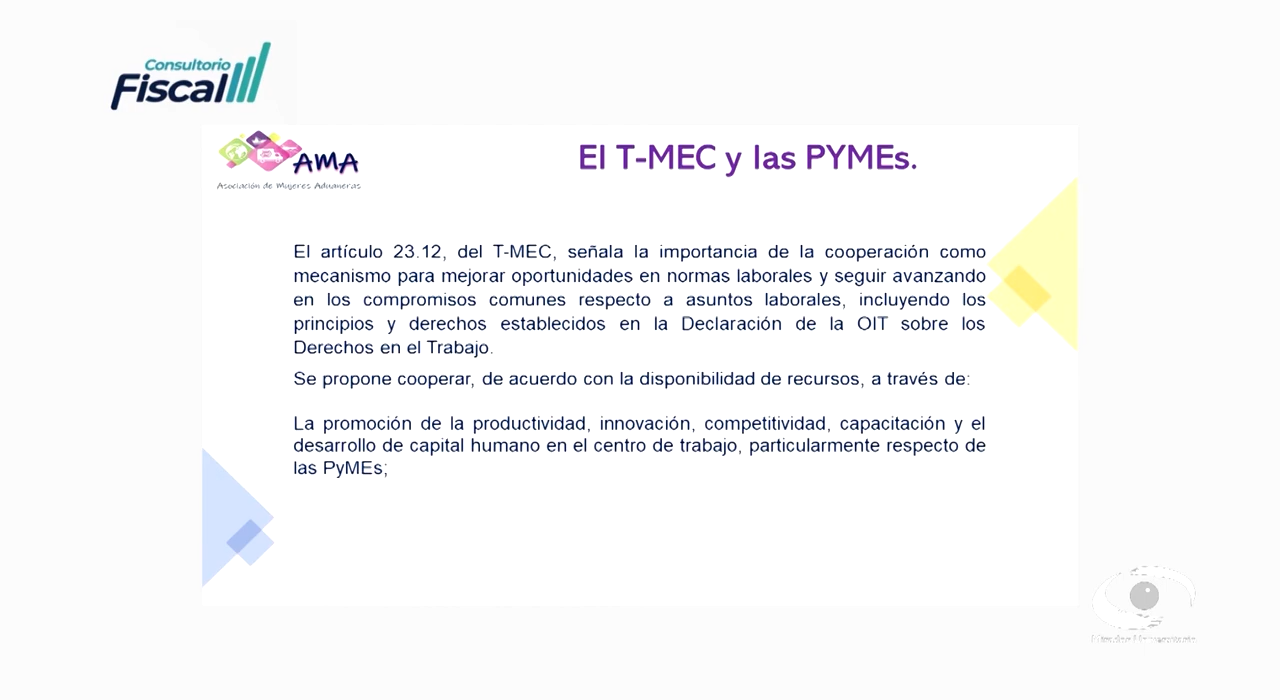 Consultorio
Fiscal
AMA
Asociación de Mujeres Aduaneras
El T-MEC y las PYMEs.
El artículo 23.12, del T-MEC, señala la importancia de la cooperación como
mecanismo para mejorar oportunidades en normas laborales y seguir avanzando
en los compromisos comunes respecto a asuntos laborales, incluyendo los
principios y derechos establecidos en la Declaración de la OIT sobre los
Derechos en el Trabajo.
Se propone cooperar, de acuerdo con la disponibilidad de recursos, a través de:
La promoción de la productividad, innovación, competitividad, capacitación y el
desarrollo de capital humano en el centro de trabajo, particularmente respecto de
las PyMEs;